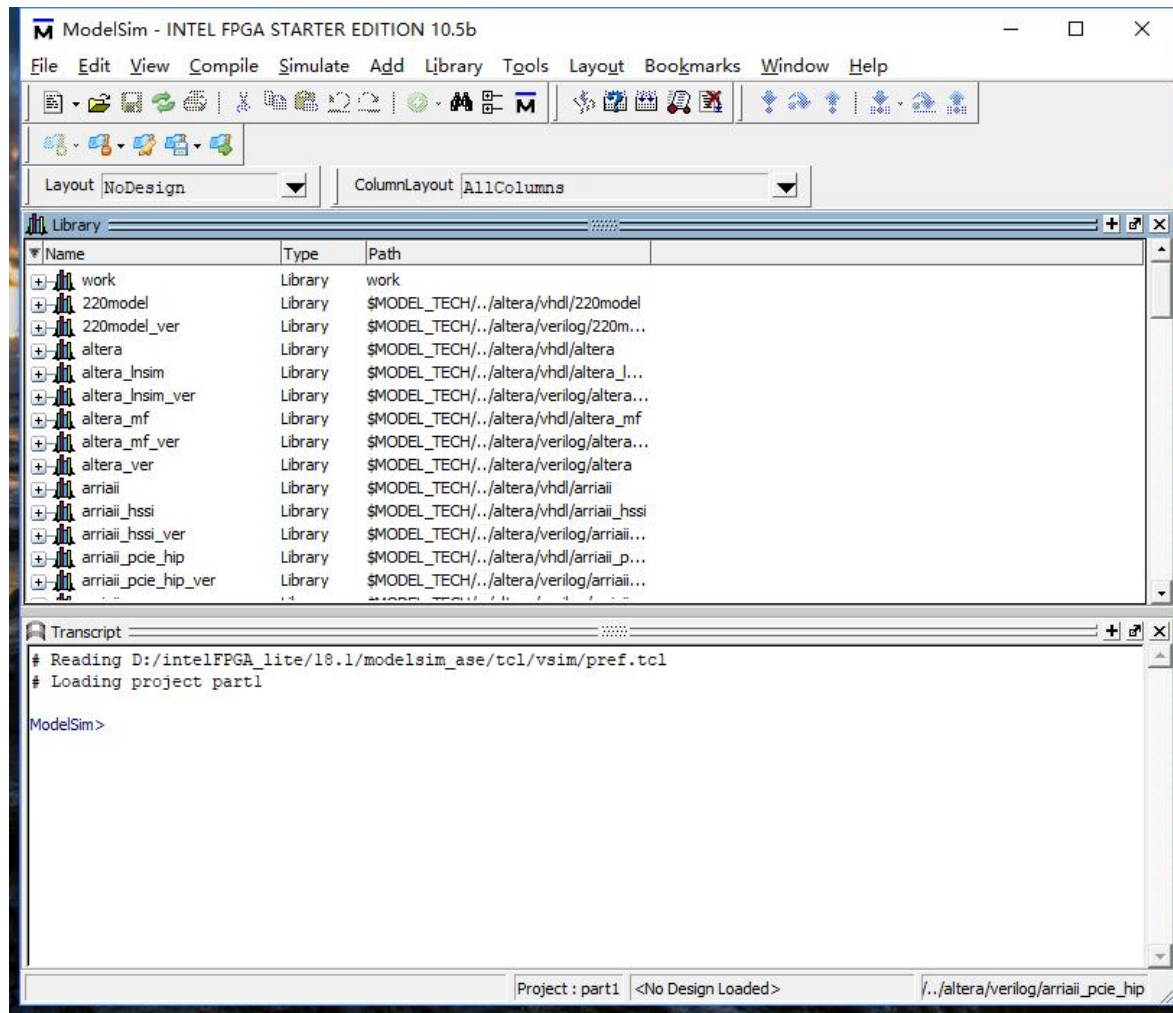 ModelSim - INTEL FPGA STARTER EDITION 10.5b
File Edit View Compile Simulate Add Library Tools Layout Bookmarks Window Help
Layout NoDesign ColumnLayout AllColumns
Library
Name Type Path
work Library work
220model Library $MODEL_TECH/../altera/vhdl/220model
220model_ver Library $MODEL_TECH/../altera/verilog/220m...
altera Library $MODEL_TECH/../altera/vhdl/altera
altera_lnsim Library $MODEL_TECH/../altera/vhdl/altera_l...
altera_lnsim_ver Library $MODEL_TECH/../altera/verilog/altera...
altera_mf Library $MODEL_TECH/../altera/vhdl/altera_mf
altera_mf_ver Library $MODEL_TECH/../altera/verilog/altera...
altera_ver Library $MODEL_TECH/../altera/verilog/altera
arriaii Library $MODEL_TECH/../altera/vhdl/arriaii
arriaii_hssi Library $MODEL_TECH/../altera/vhdl/arriaii_hssi
arriaii_hssi_ver Library $MODEL_TECH/../altera/verilog/arriaii...
arriaii_pcie_hip Library $MODEL_TECH/../altera/vhdl/arriaii_p...
arriaii_pcie_hip_ver Library $MODEL_TECH/../altera/verilog/arriaii...
Transcript
# Reading D:/intelFPGA_lite/18.1/modelsim_ase/tcl/vsim/pref.tcl
# Loading project part1
ModelSim>
Project : part1 <No Design Loaded> /../altera/verilog/arriaii_pcie_hip